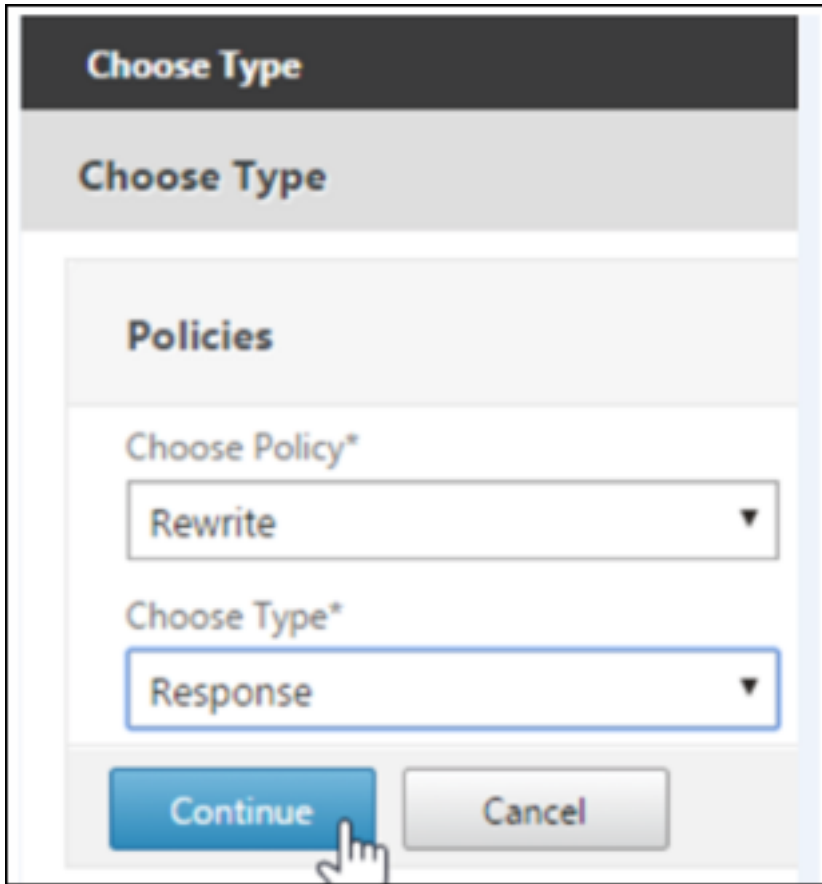 Choose Type
Choose Type
Policies
Choose Policy*
Rewrite
Choose Type*
Response
Continue Cancel